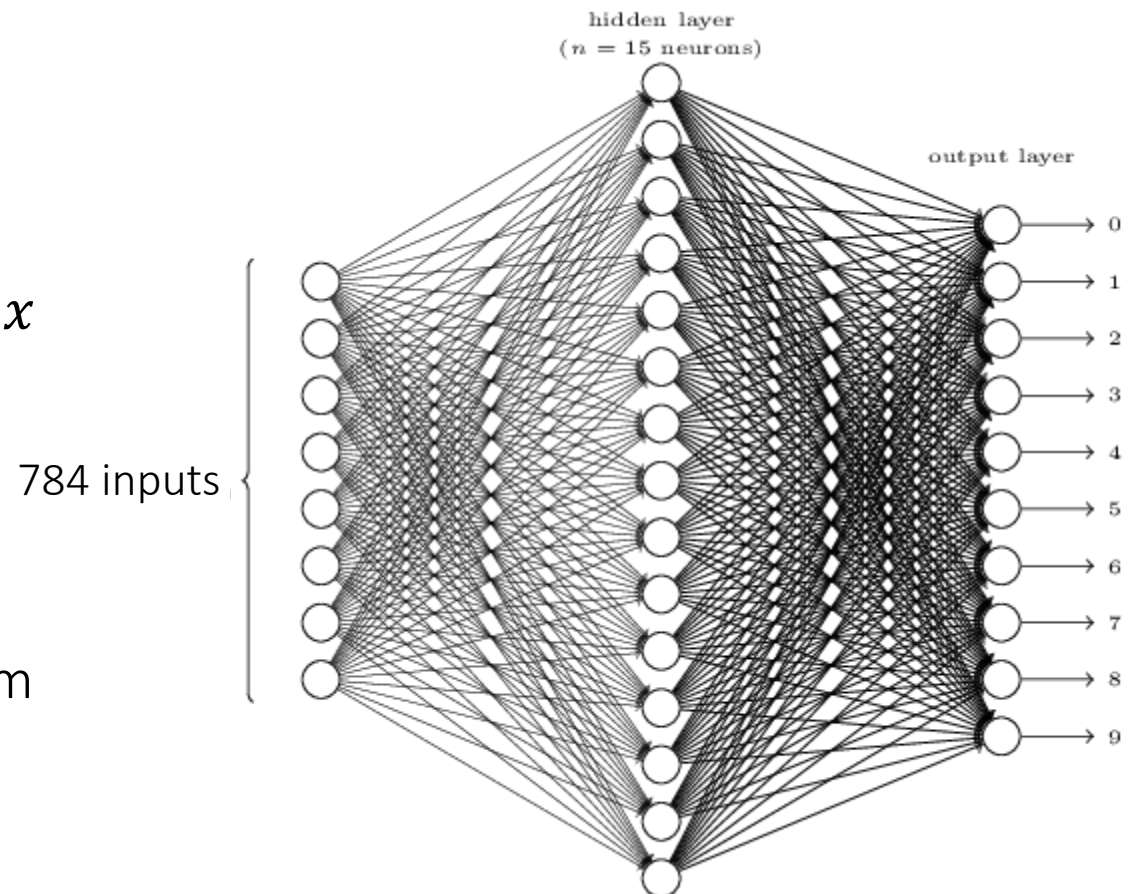 hidden layer
(n = 15 neurons)
output layer
0
1
x
2
3
4
784 inputs
5
6
7
m
8
9